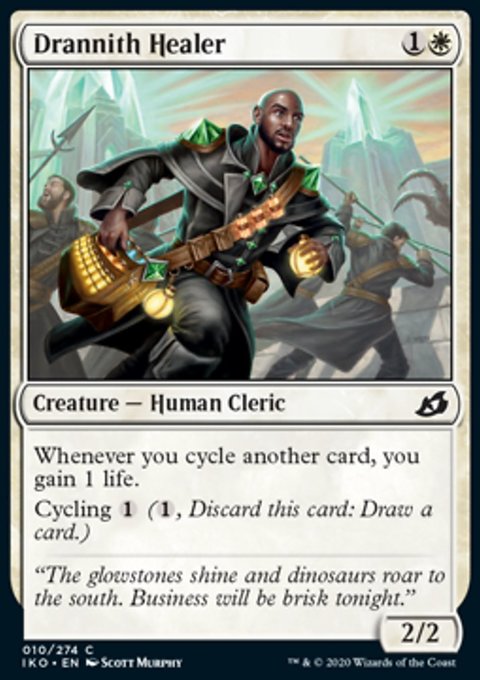 Drannith Healer 1
Creature — Human Cleric
Whenever you cycle another card, you
gain 1 life.
Cycling 1 (1, Discard this card: Draw a
card.)
“The glowstones shine and dinosaurs roar to
the south. Business will be brisk tonight.”
2/2
010/274 C
IKO • EN Scott Murphy
™ & © 2020 Wizards of the Coast